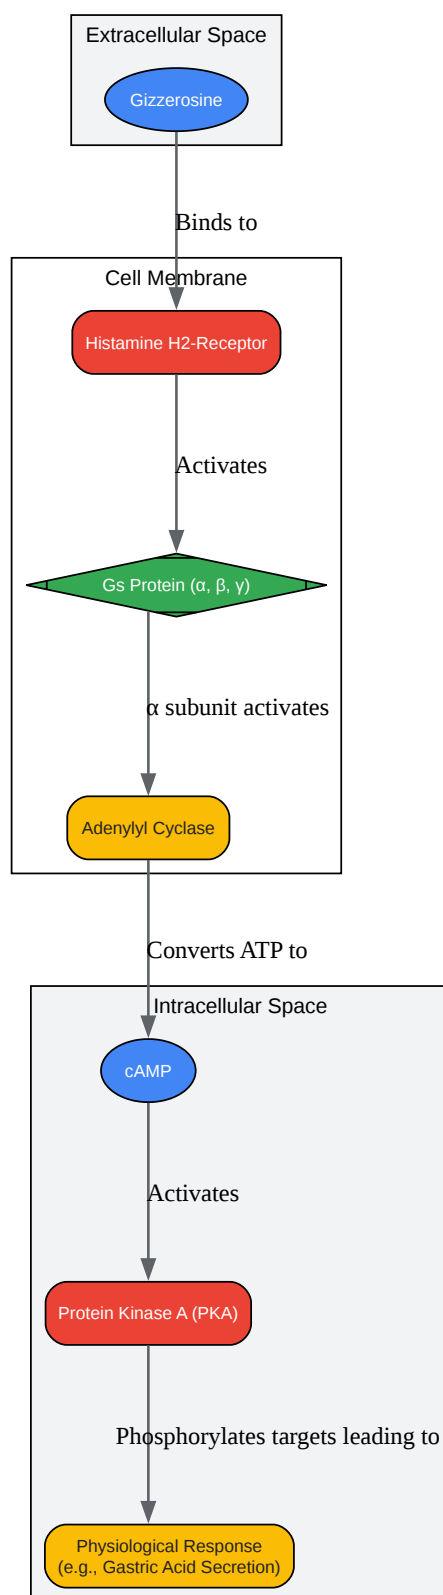 Extracellular Space
Gizzerosine
Binds to
Cell Membrane
Histamine H2-Receptor
Activates
Gs Protein (α, β, γ)
α subunit activates
Adenylyl Cyclase
Converts ATP to
Intracellular Space
cAMP
Activates
Protein Kinase A (PKA)
Phosphorylates targets leading to
Physiological Response
(e.g., Gastric Acid Secretion)